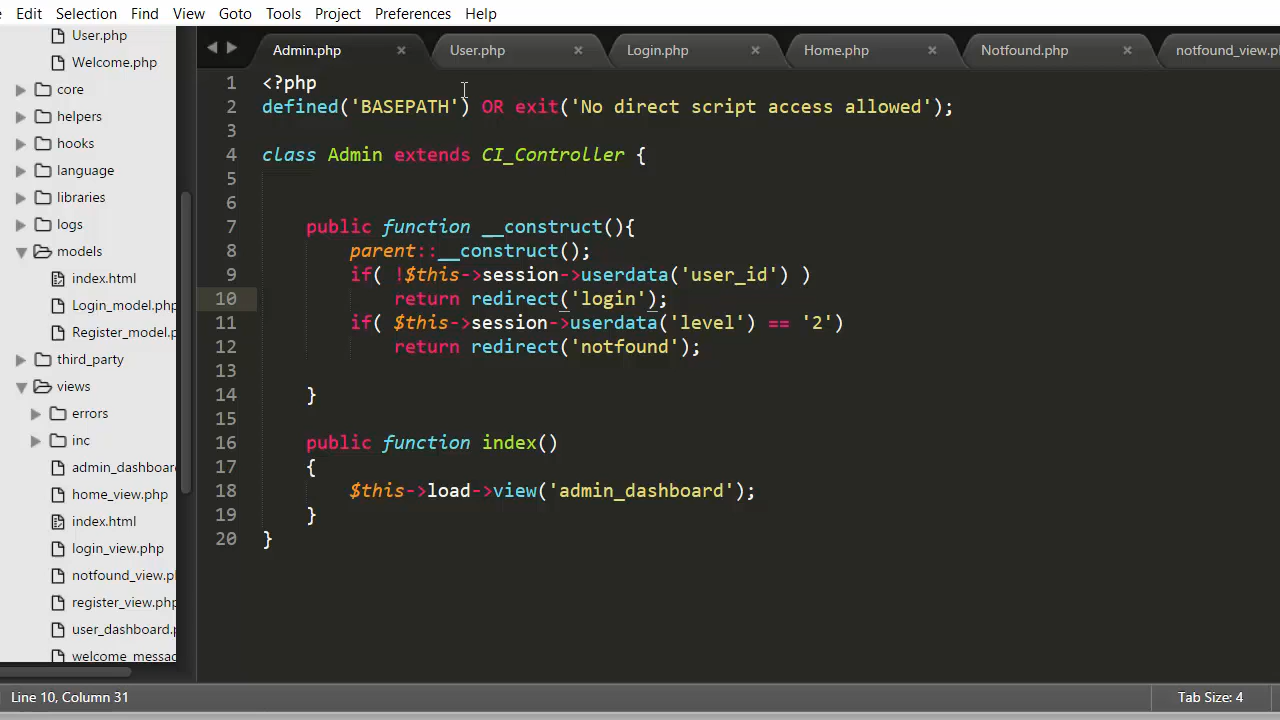 Edit Selection Find View Goto Tools Project Preferences Help
User.php
Welcome.php
core
helpers
hooks
language
libraries
logs
models
index.html
Login_model.php
Register_model.p
third_party
views
errors
inc
admin_dashboar
home_view.php
index.html
login_view.php
notfound_view.p
register_view.php
user_dashboard.
welcome_messa
Admin.php × User.php × Login.php × Home.php × Notfound.php × notfound_view.p
1 <?php
2 defined('BASEPATH') OR exit('No direct script access allowed');
3
4 class Admin extends CI_Controller {
5
6
7 public function __construct(){
8 parent::__construct();
9 if( !$this->session->userdata('user_id') )
10 return redirect('login');
11 if( $this->session->userdata('level') == '2')
12 return redirect('notfound');
13
14 }
15
16 public function index()
17 {
18 $this->load->view('admin_dashboard');
19 }
20 }
Line 10, Column 31
Tab Size: 4